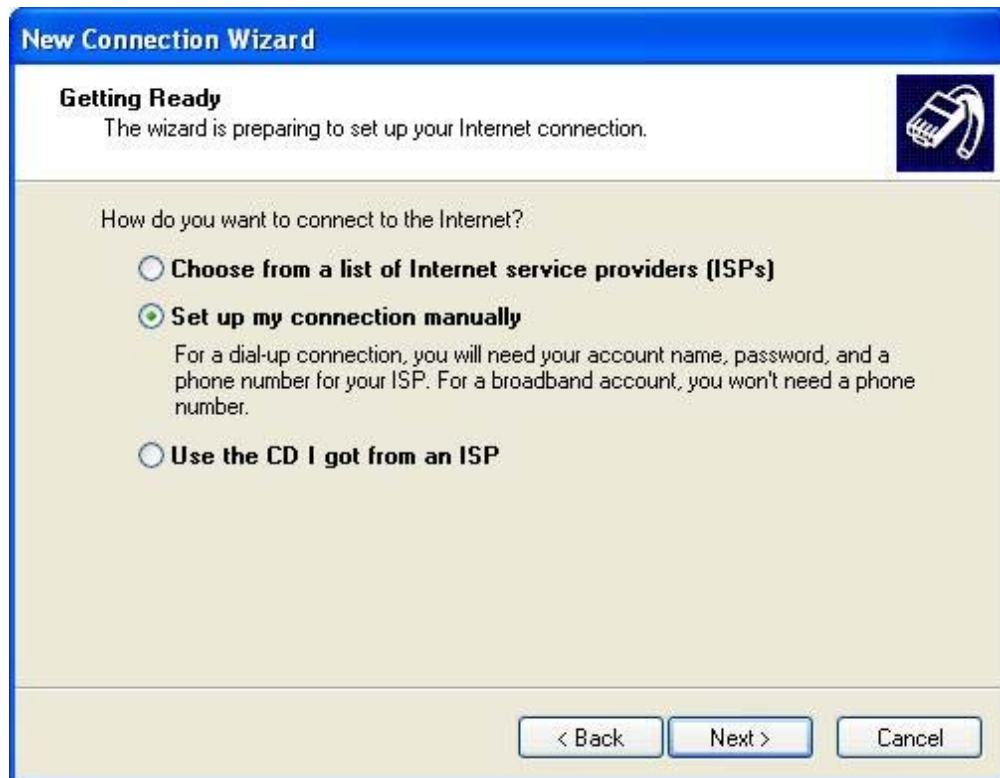 New Connection Wizard
Getting Ready
The wizard is preparing to set up your Internet connection.
How do you want to connect to the Internet?
Choose from a list of Internet service providers (ISPs)
Set up my connection manually
For a dial-up connection, you will need your account name, password, and a
phone number for your ISP. For a broadband account, you won't need a phone
number.
Use the CD I got from an ISP
< Back Next > Cancel